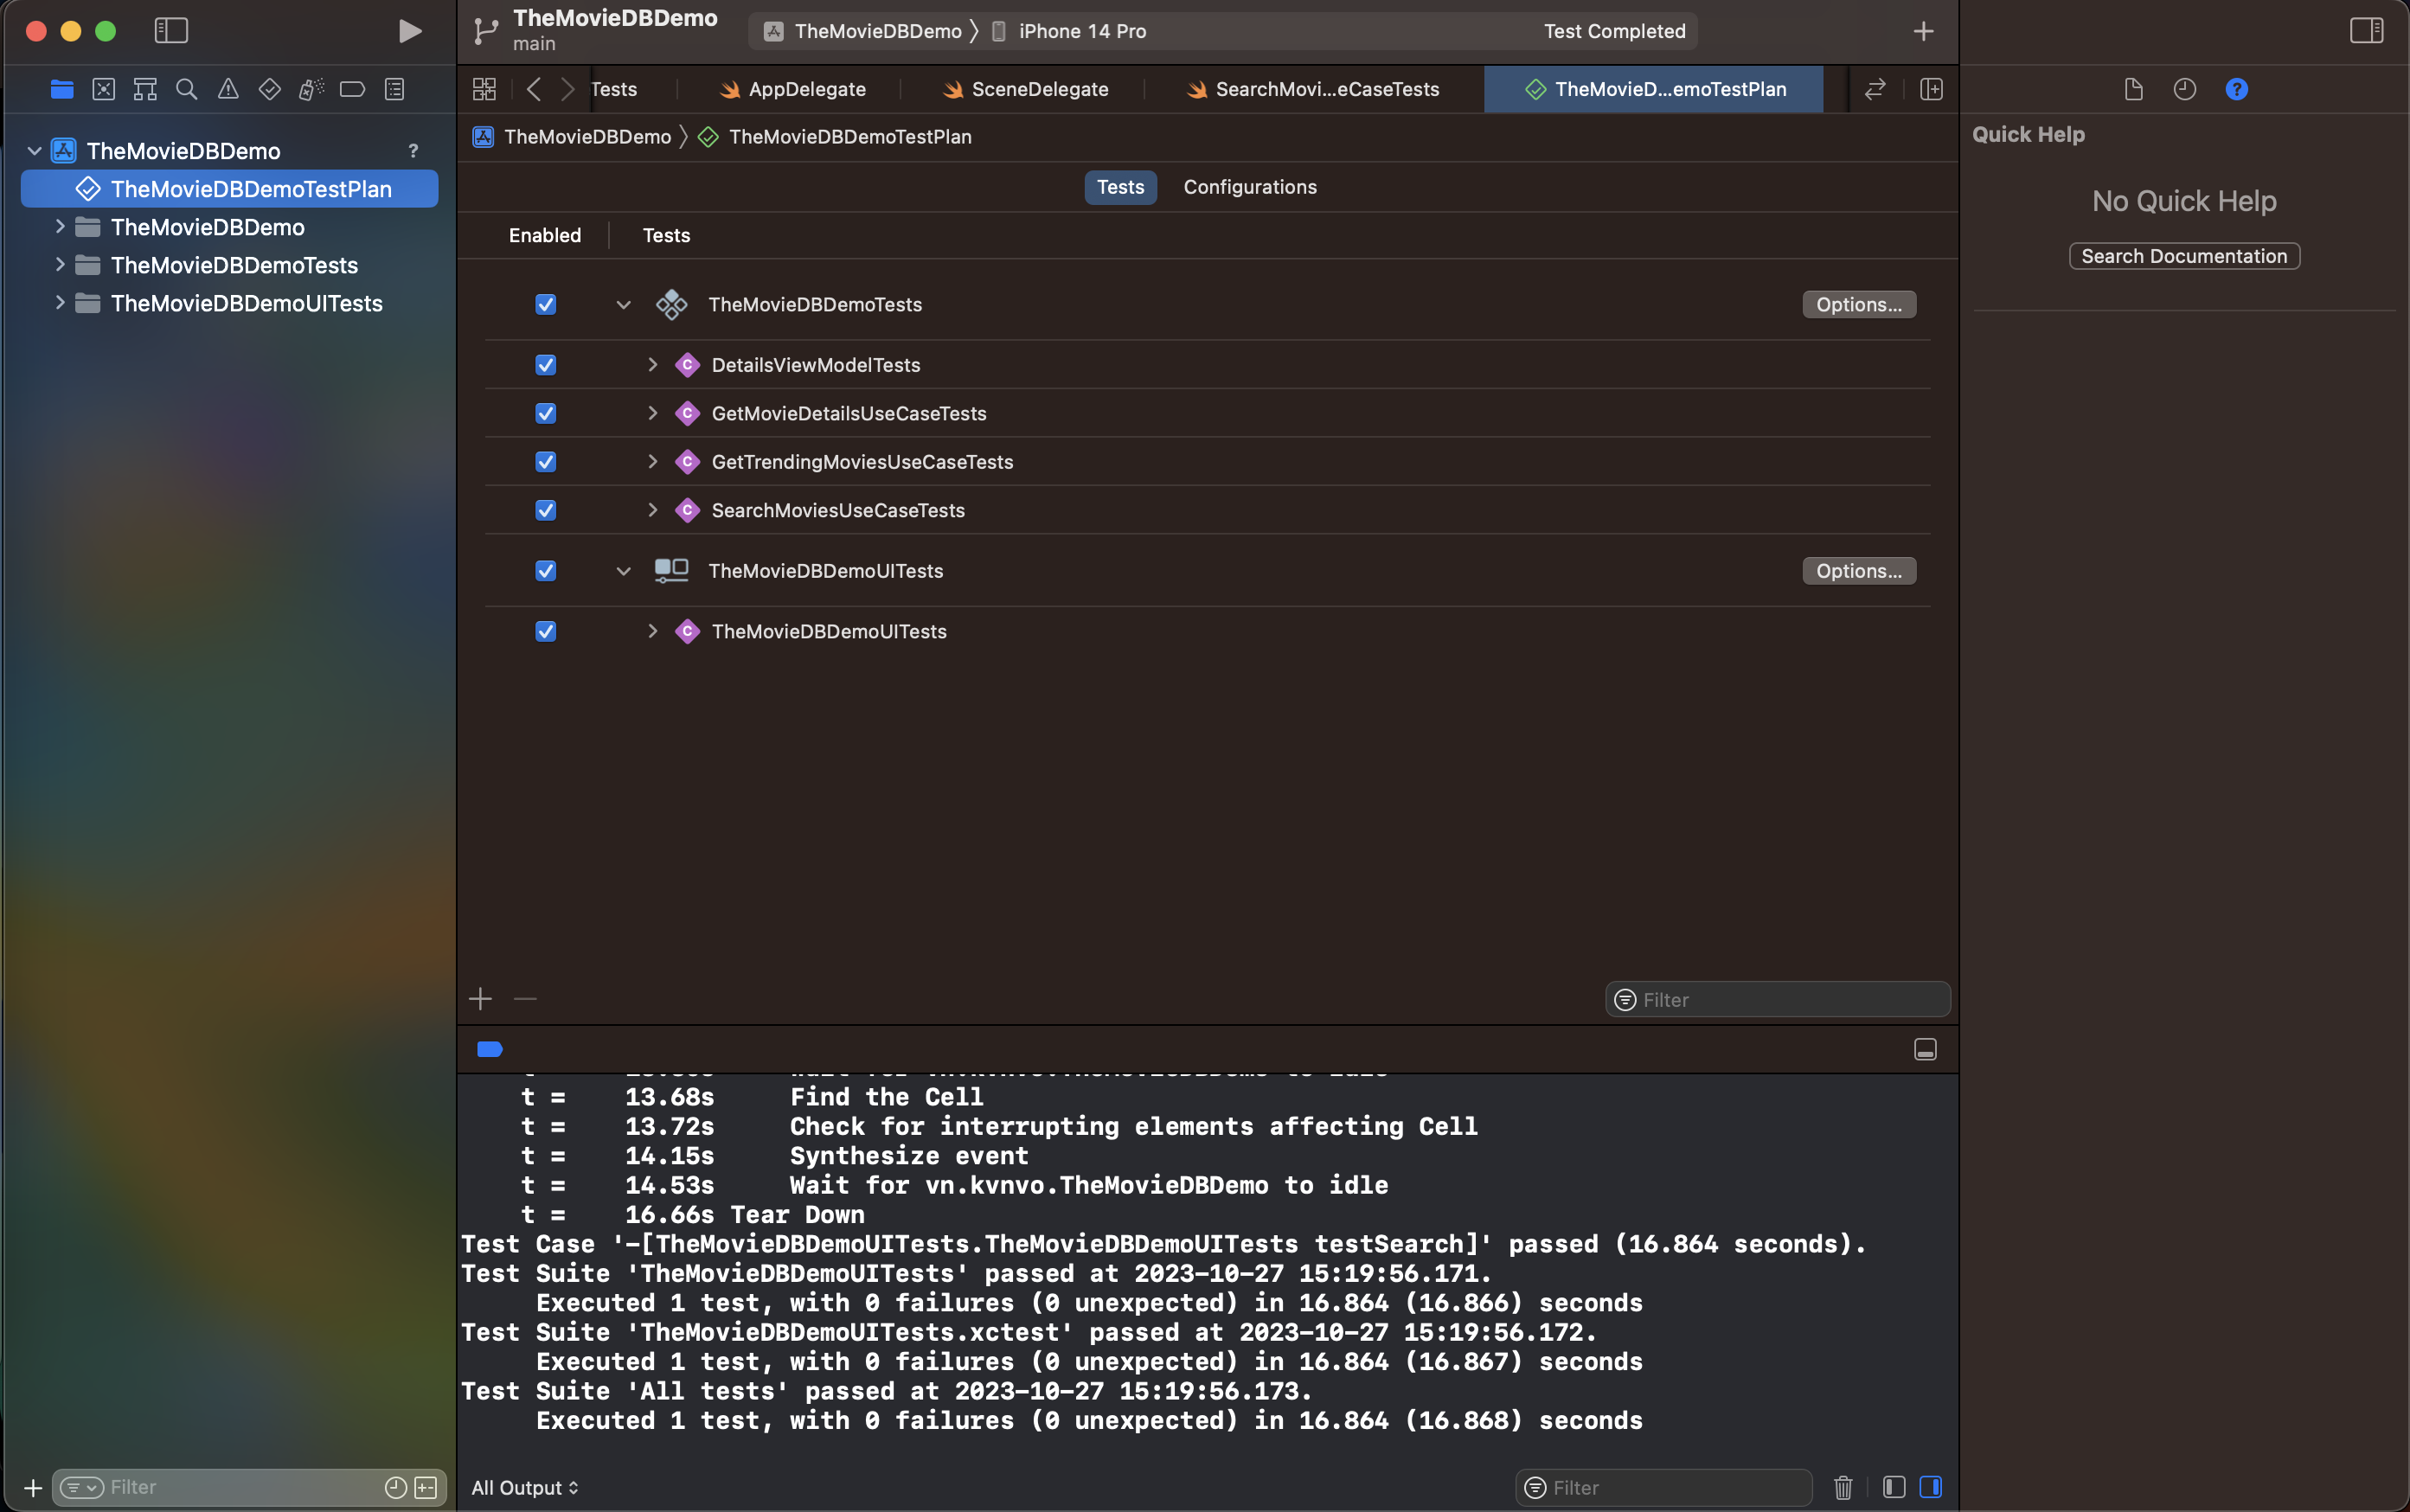 TheMovieDBDemo
main
TheMovieDBDemo
iPhone 14 Pro
Test Completed
Tests
AppDelegate
SceneDelegate
SearchMovi...eCaseTests
TheMovieD...emoTestPlan
TheMovieDBDemo
TheMovieDBDemoTestPlan
TheMovieDBDemo
?
TheMovieDBDemoTestPlan
TheMovieDBDemo
TheMovieDBDemoTests
TheMovieDBDemoUITests
Tests
Configurations
Enabled
Tests
TheMovieDBDemoTests
Options...
DetailsViewModelTests
GetMovieDetailsUseCaseTests
GetTrendingMoviesUseCaseTests
SearchMoviesUseCaseTests
TheMovieDBDemoUITests
Options...
TheMovieDBDemoUITests
Filter
Quick Help
No Quick Help
Search Documentation
t = 13.68s Find the Cell
t = 13.72s Check for interrupting elements affecting Cell
t = 14.15s Synthesize event
t = 14.53s Wait for vn.kvnvo.TheMovieDBDemo to idle
t = 16.66s Tear Down
Test Case '-[TheMovieDBDemoUITests.TheMovieDBDemoUITests testSearch]' passed (16.864 seconds).
Test Suite 'TheMovieDBDemoUITests' passed at 2023-10-27 15:19:56.171.
Executed 1 test, with 0 failures (0 unexpected) in 16.864 (16.866) seconds
Test Suite 'TheMovieDBDemoUITests.xctest' passed at 2023-10-27 15:19:56.172.
Executed 1 test, with 0 failures (0 unexpected) in 16.864 (16.867) seconds
Test Suite 'All tests' passed at 2023-10-27 15:19:56.173.
Executed 1 test, with 0 failures (0 unexpected) in 16.864 (16.868) seconds
Filter
All Output
Filter